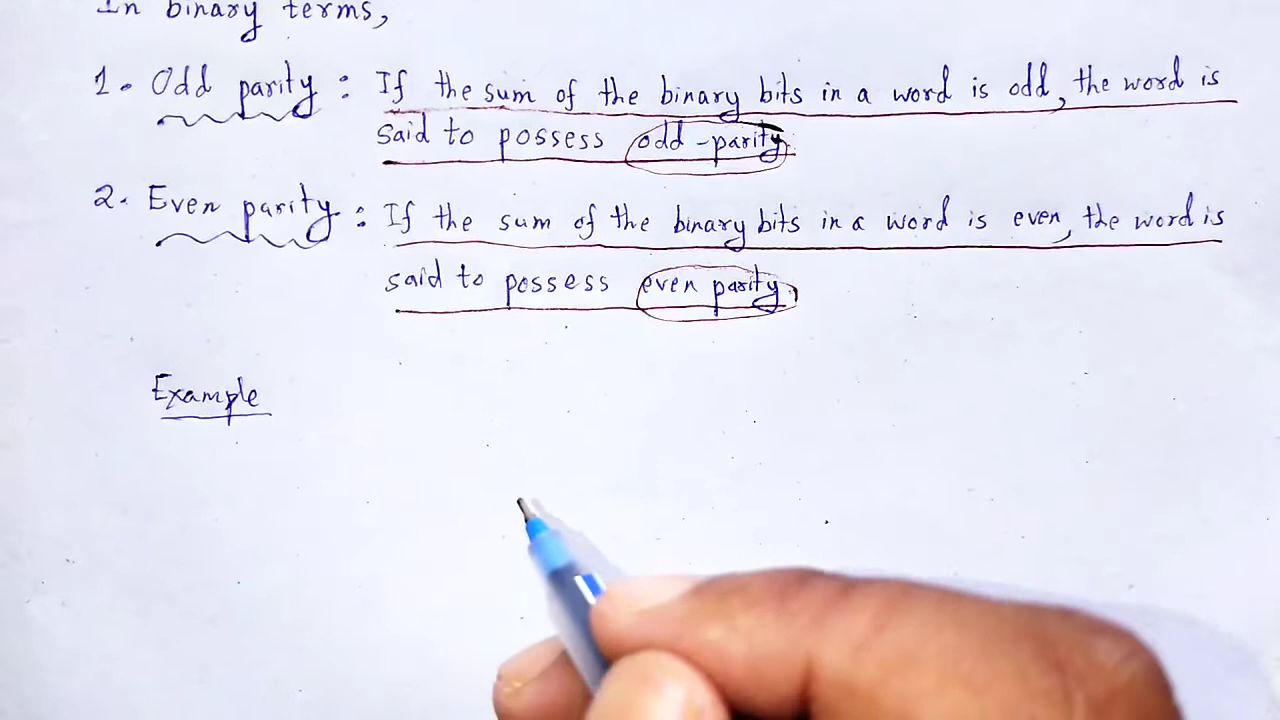 In binary terms,
1. Odd parity : If the sum of the binary bits in a word is odd, the word is
said to possess odd-parity.
2. Even parity : If the sum of the binary bits in a word is even, the word is
said to possess even parity.
Example